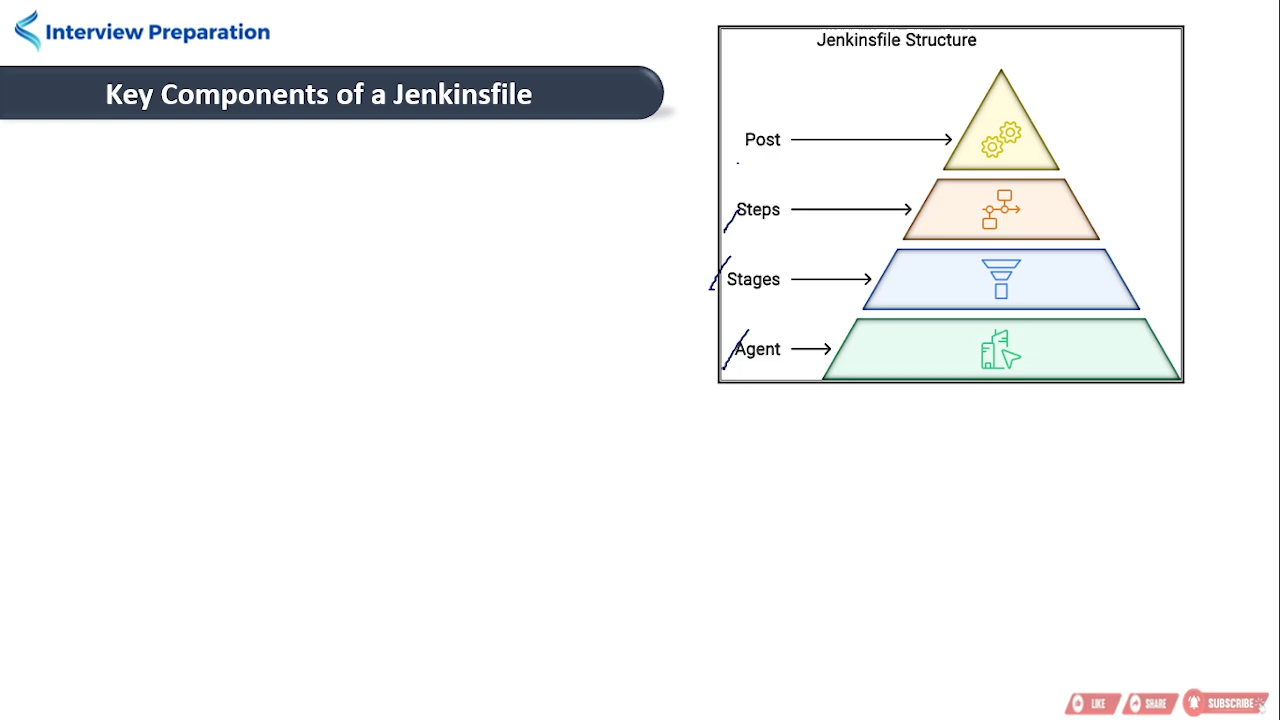 Interview Preparation
Key Components of a Jenkinsfile
Jenkinsfile Structure
Post
Steps
Stages
Agent
LIKE
SHARE
SUBSCRIBE